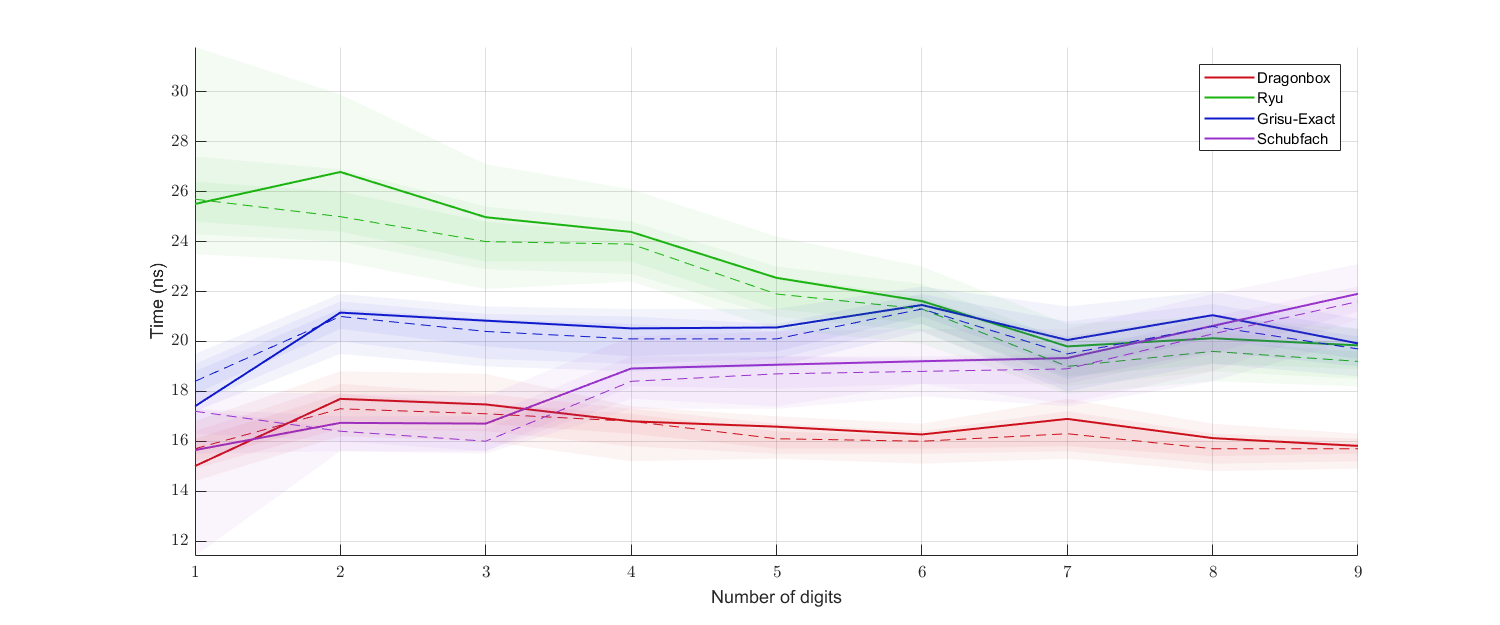 Dragonbox
Ryu
Grisu-Exact
Schubfach
Time (ns)
30
28
26
24
22
20
18
16
14
12
1 2 3 4 5 6 7 8 9
Number of digits